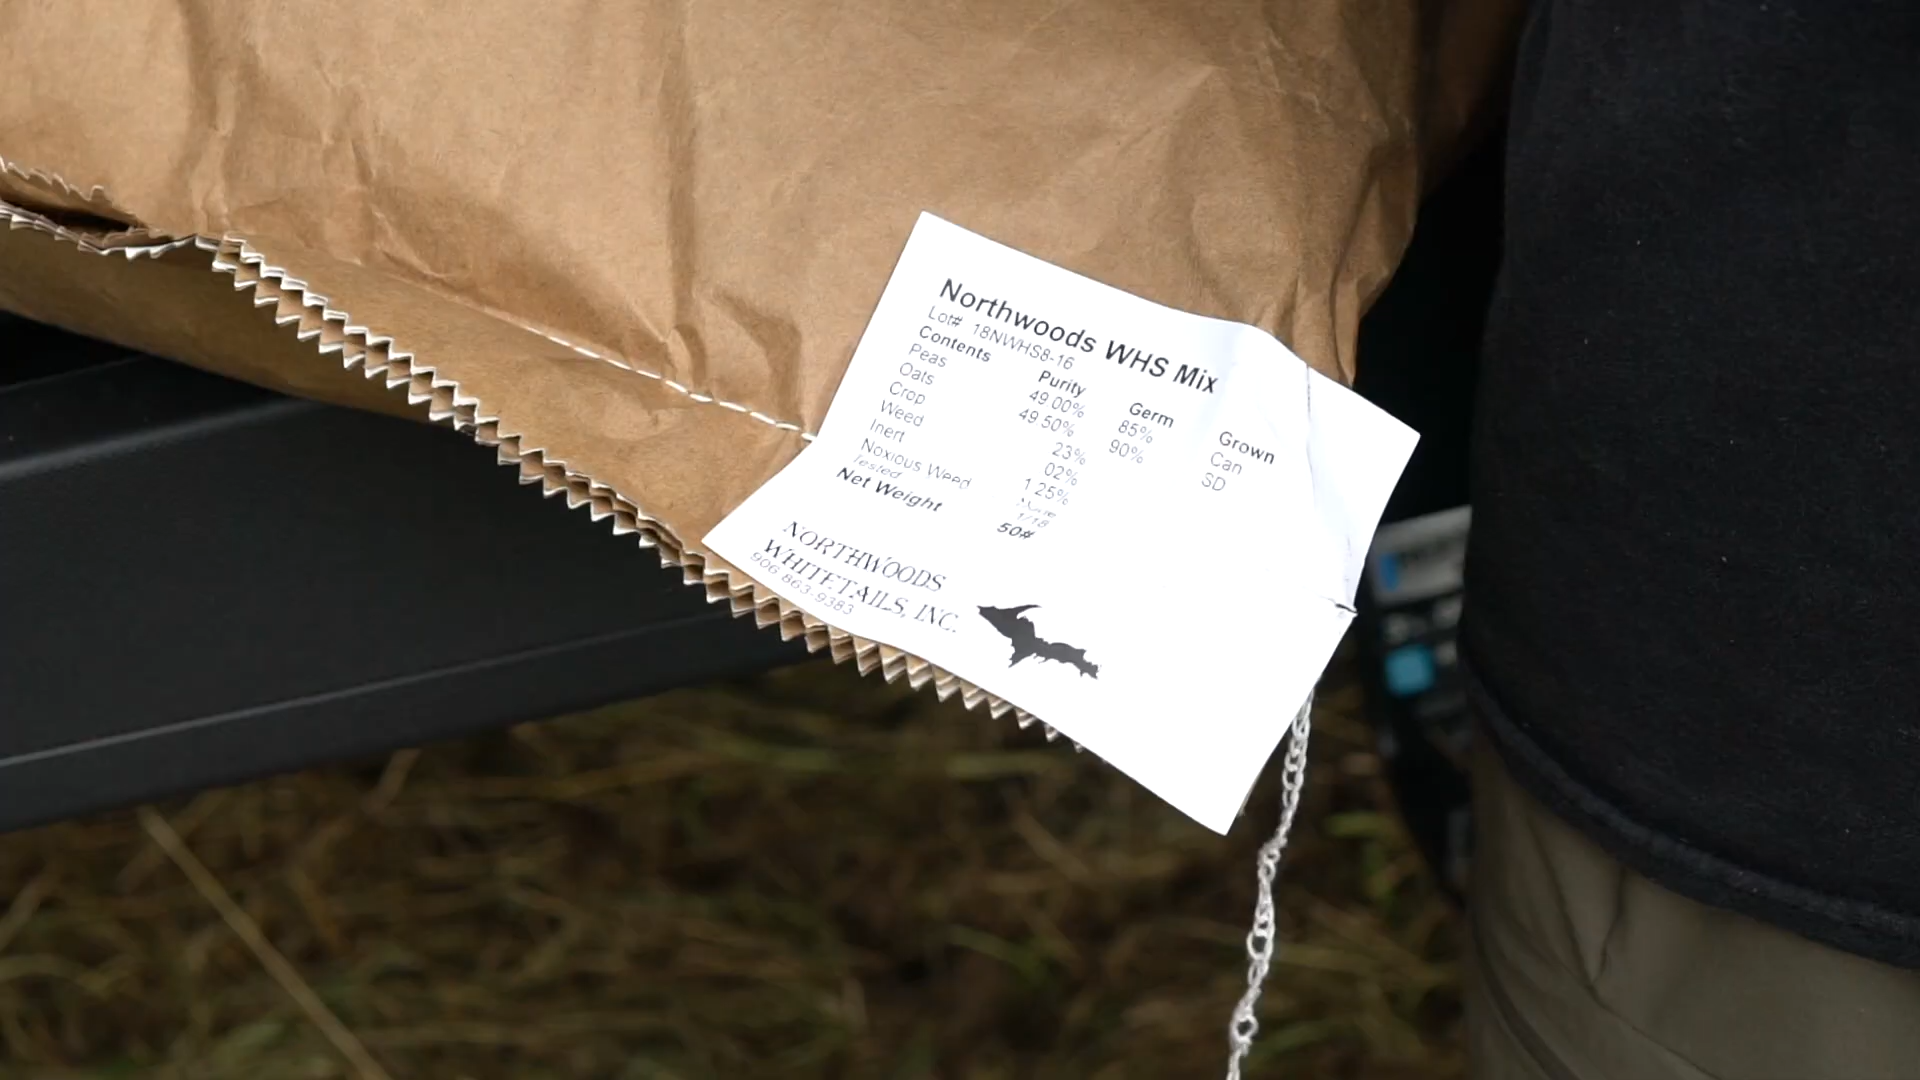 Northwoods WHS Mix
Lot# 18NWHS8-16
Contents Purity Germ Grown
Peas 49 00% 85% Can
Oats 49 50% 90% SD
Crop 23%
Weed 02%
Inert 1 25%
Noxious Weed None
Tested 1/18
Net Weight 50#
NORTHWOODS
WHITETAILS, INC.
906 863-9383